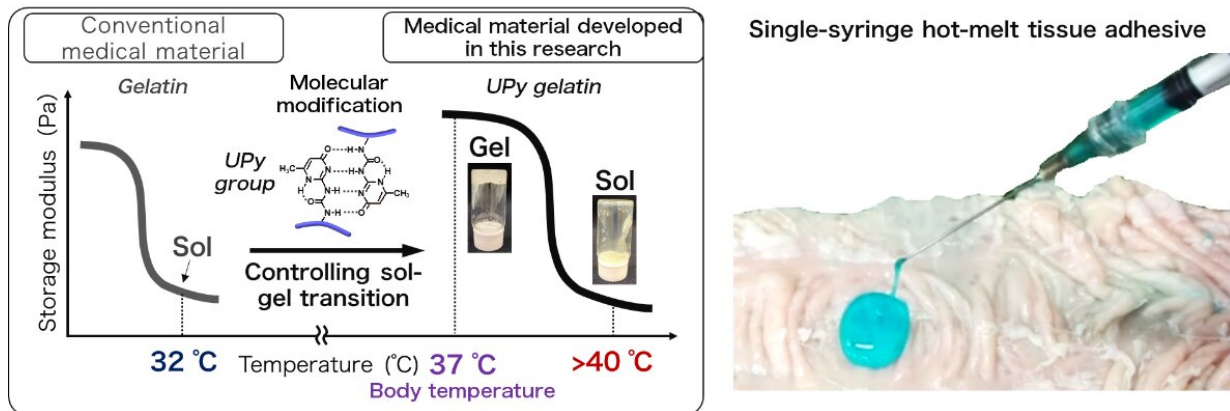 Conventional
medical material
Medical material developed
in this research
Gelatin
Molecular
modification
UPy gelatin
UPy
group
H₃C
O
H
N
N
N
H
N
H
O
N
H
H
N
O
H
N
H
N
N
CH₃
O
Gel
Sol
Sol
Controlling sol-
gel transition
Storage modulus (Pa)
32 ℃
Temperature (℃)
37 ℃
Body temperature
>40 ℃
Single-syringe hot-melt tissue adhesive